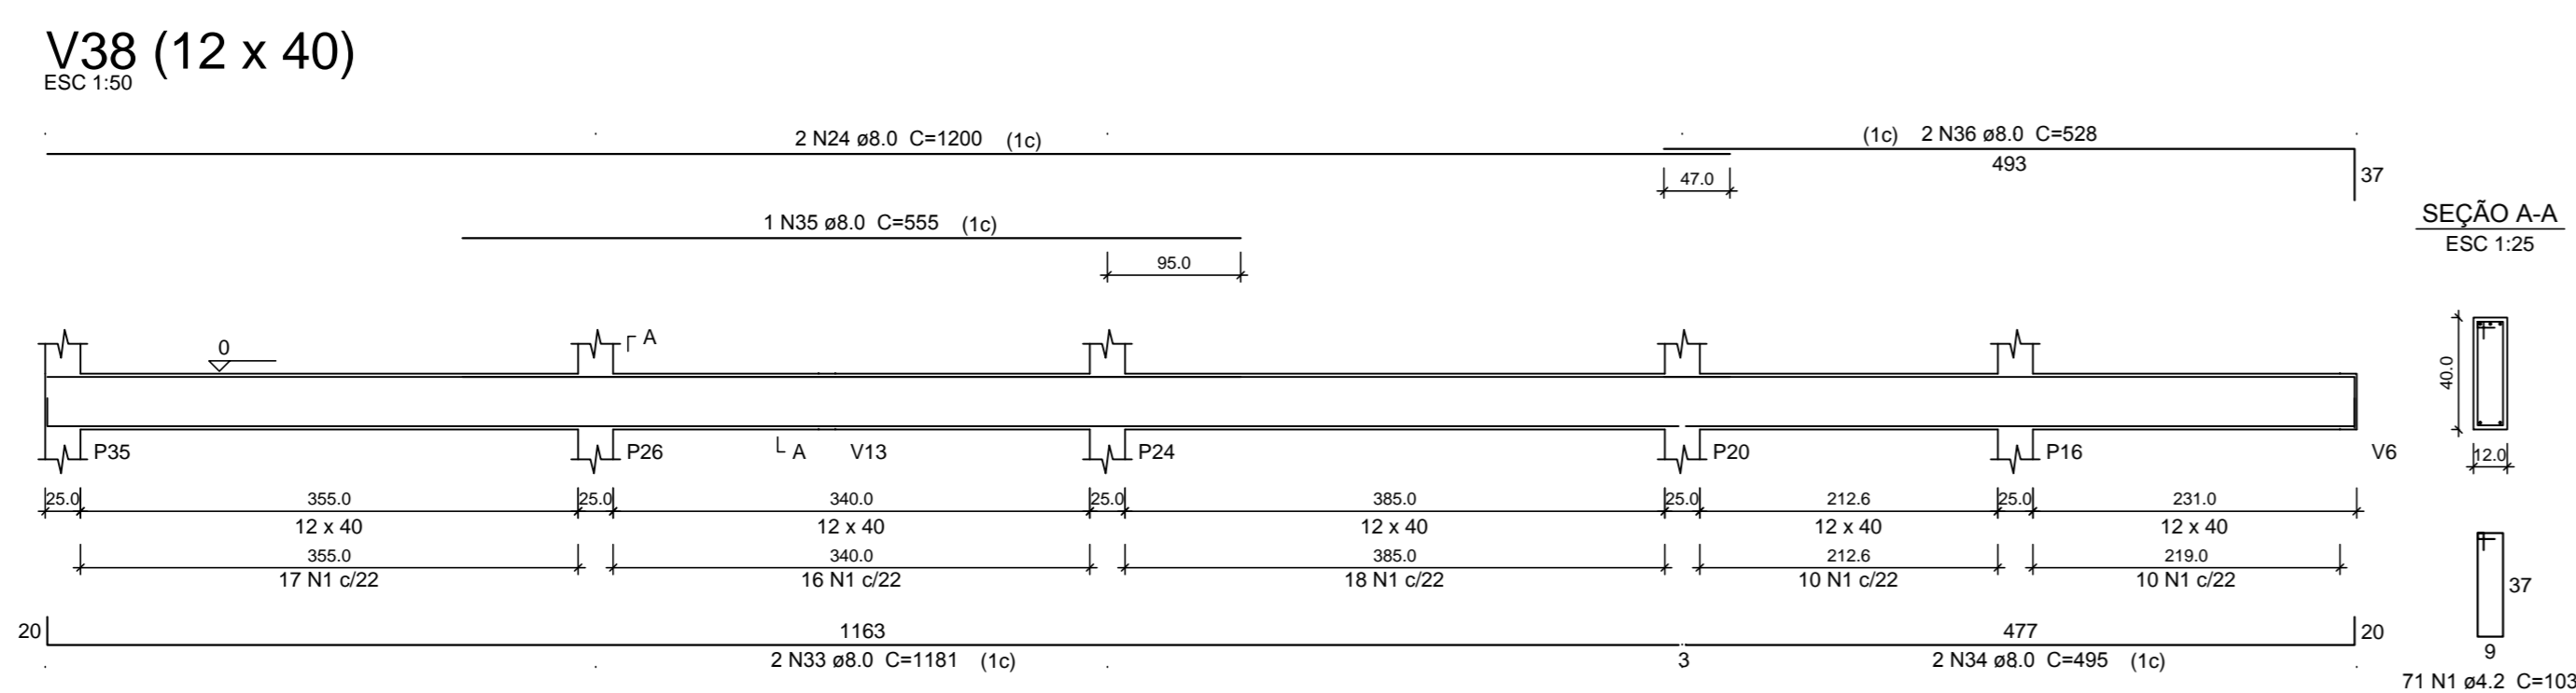 V38 (12 x 40)
ESC 1:50
2 N24 ø8.0 C=1200 (1c)
(1c) 2 N36 ø8.0 C=528
493
47.0
37
1 N35 ø8.0 C=555 (1c)
95.0
SEÇÃO A-A
ESC 1:25
0
A
40.0
12.0
P35
P26
A
V13
P24
P20
P16
V6
25.0 355.0 25.0 340.0 25.0 385.0 25.0 212.6 25.0 231.0
12 x 40 12 x 40 12 x 40 12 x 40 12 x 40
355.0 340.0 385.0 212.6 219.0
17 N1 c/22 16 N1 c/22 18 N1 c/22 10 N1 c/22 10 N1 c/22
37
9
71 N1 ø4.2 C=103
20 1163 477 20
2 N33 ø8.0 C=1181 (1c) 3 2 N34 ø8.0 C=495 (1c)